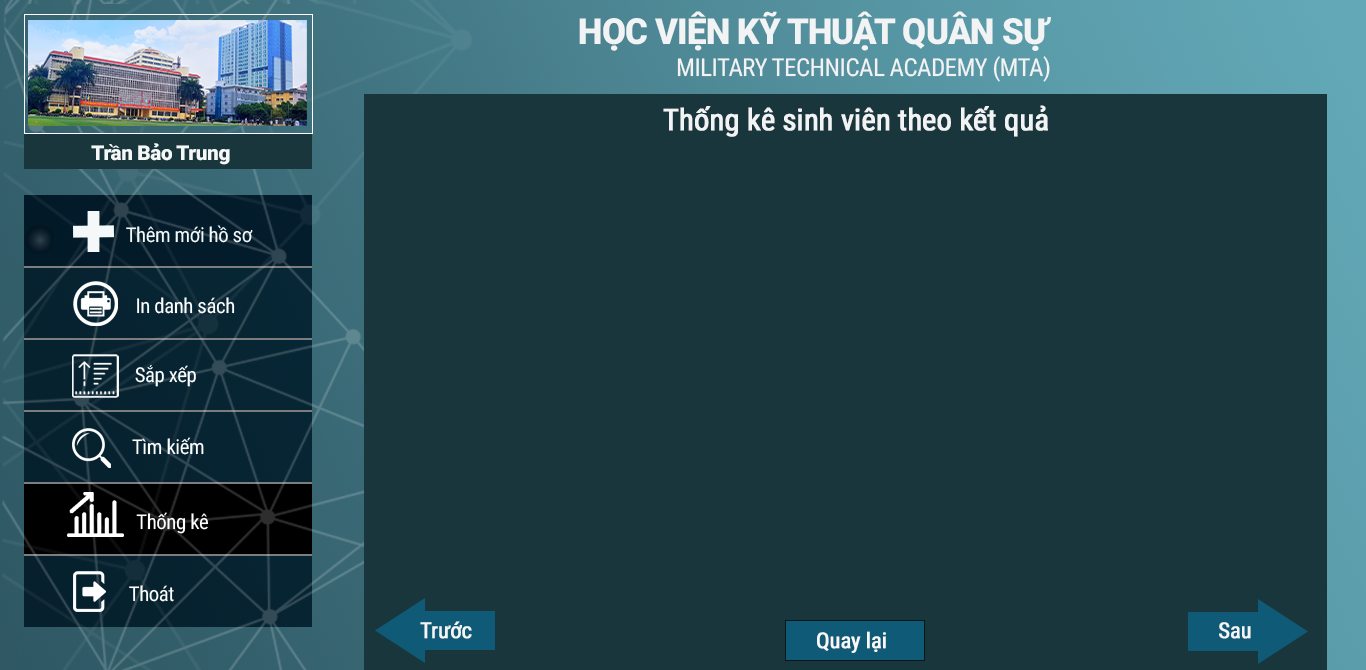 HỌC VIỆN KỸ THUẬT QUÂN SỰ
MILITARY TECHNICAL ACADEMY (MTA)
Trần Bảo Trung
Thêm mới hồ sơ
In danh sách
Sắp xếp
Tìm kiếm
Thống kê
Thoát
Thống kê sinh viên theo kết quả
Trước
Quay lại
Sau